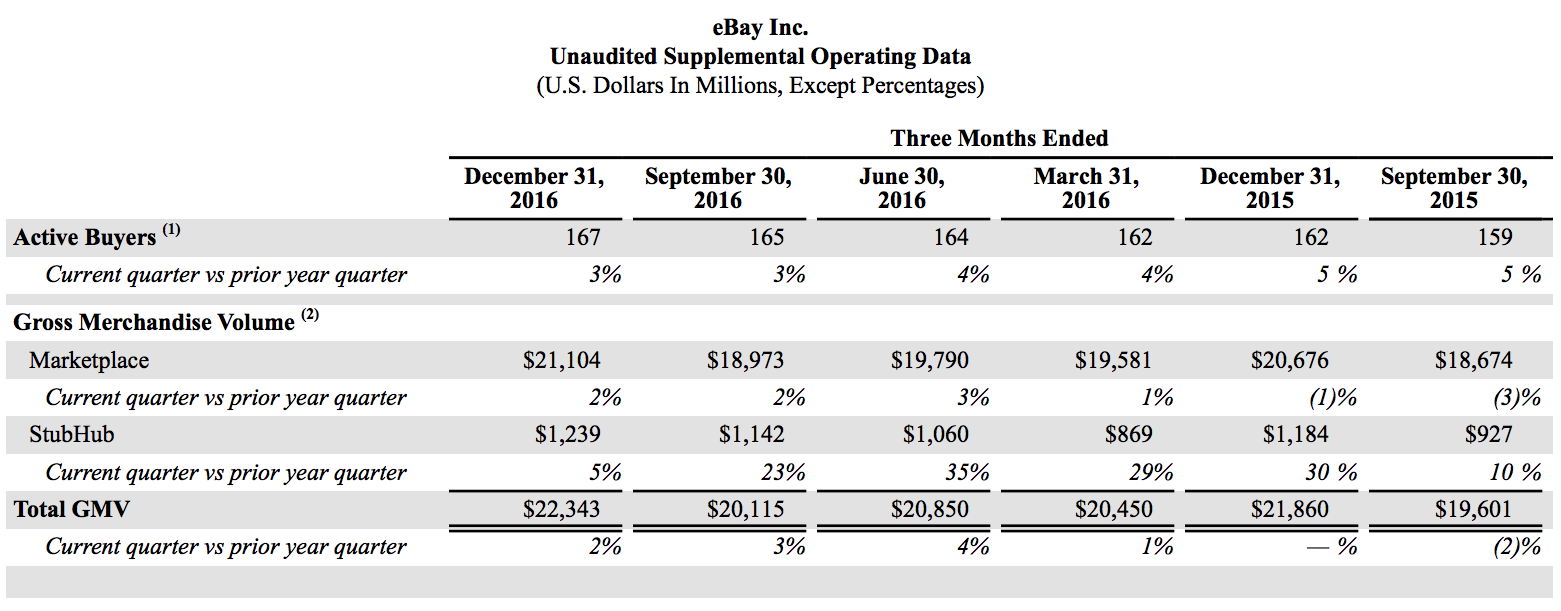 eBay Inc.
Unaudited Supplemental Operating Data
(U.S. Dollars In Millions, Except Percentages)
Three Months Ended
December 31, September 30, June 30, March 31, December 31, September 30,
2016 2016 2016 2016 2015 2015
Active Buyers (1) 167 165 164 162 162 159
Current quarter vs prior year quarter 3% 3% 4% 4% 5 % 5 %
Gross Merchandise Volume (2)
Marketplace $21,104 $18,973 $19,790 $19,581 $20,676 $18,674
Current quarter vs prior year quarter 2% 2% 3% 1% (1)% (3)%
StubHub $1,239 $1,142 $1,060 $869 $1,184 $927
Current quarter vs prior year quarter 5% 23% 35% 29% 30 % 10 %
Total GMV $22,343 $20,115 $20,850 $20,450 $21,860 $19,601
Current quarter vs prior year quarter 2% 3% 4% 1% — % (2)%